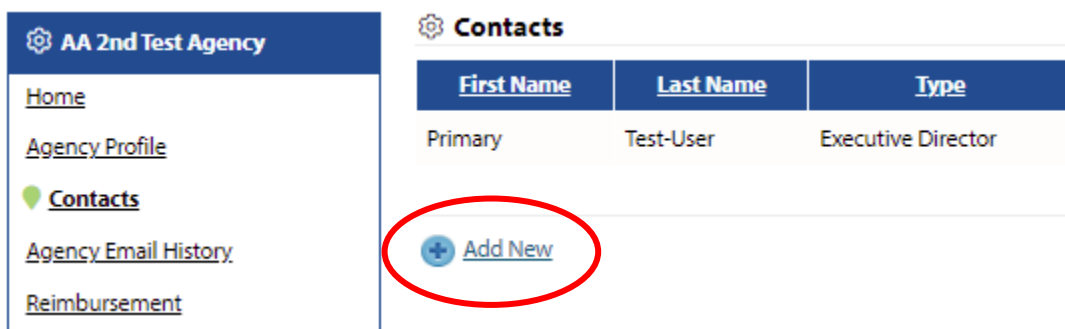 AA 2nd Test Agency
Home
Agency Profile
Contacts
Agency Email History
Reimbursement
Contacts
First Name Last Name Type
Primary Test-User Executive Director
Add New